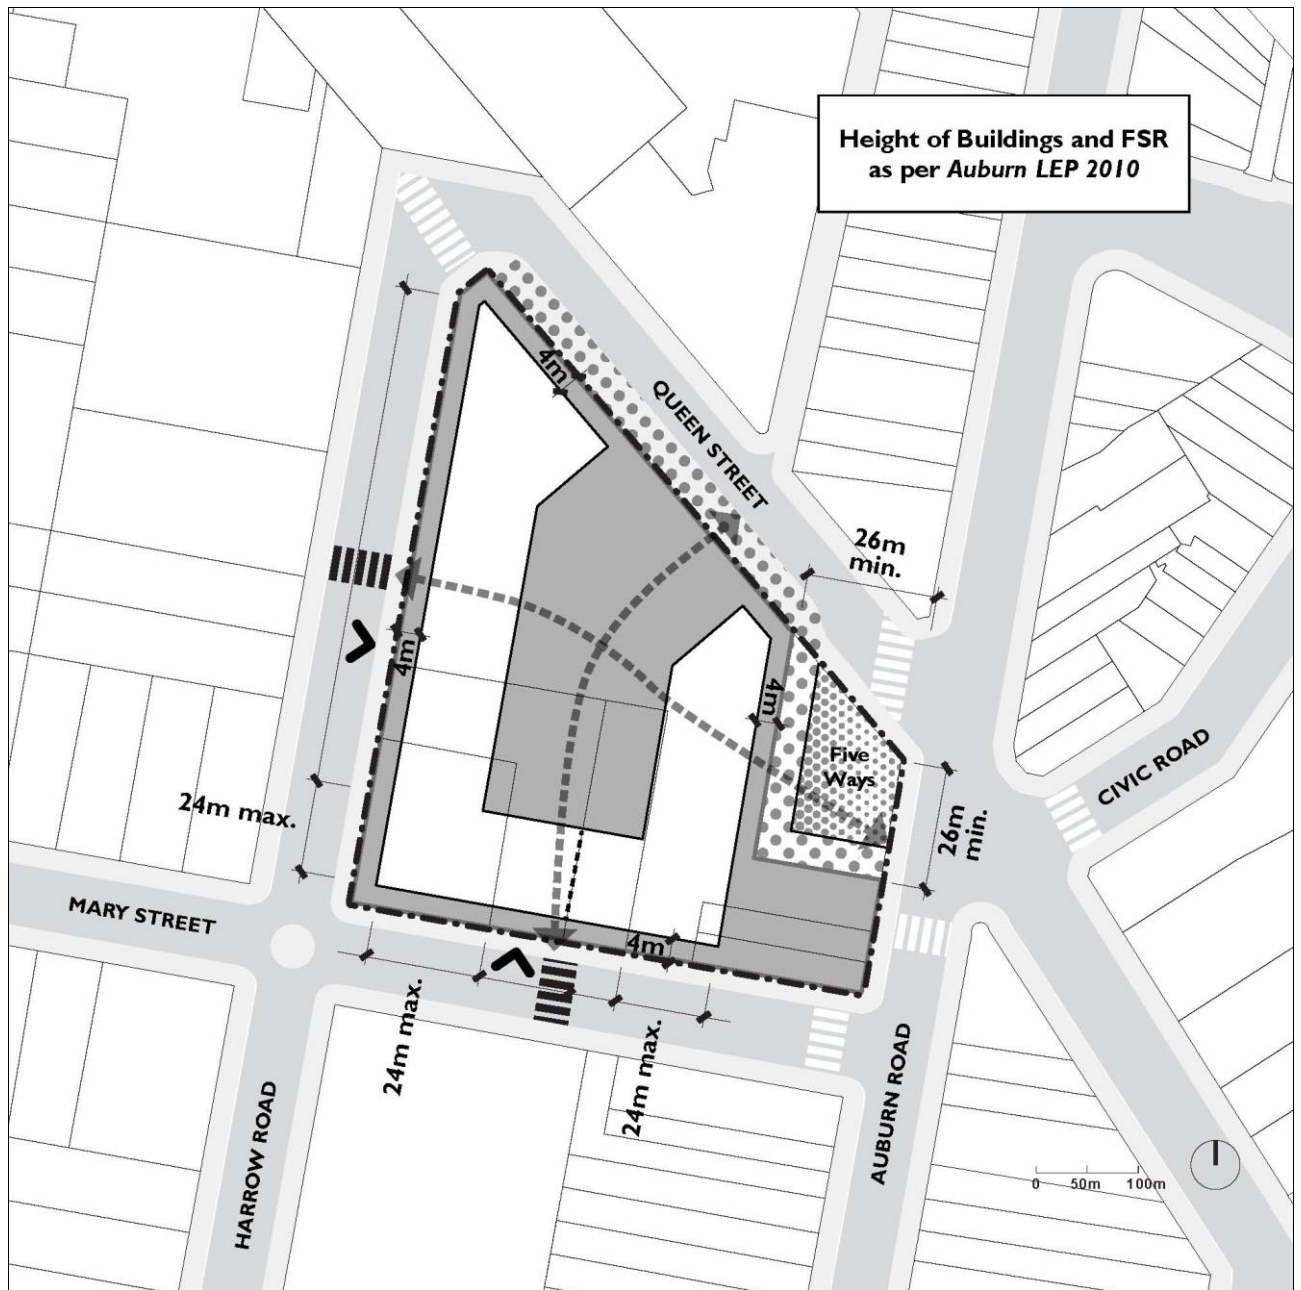 Height of Buildings and FSR
as per Auburn LEP 2010
4m
QUEEN STREET
26m
min.
4m
4m
Five
Ways
CIVIC ROAD
24m max.
26m
min.
MARY STREET
4m
24m max.
24m max.
HARROW ROAD
AUBURN ROAD
0 50m 100m